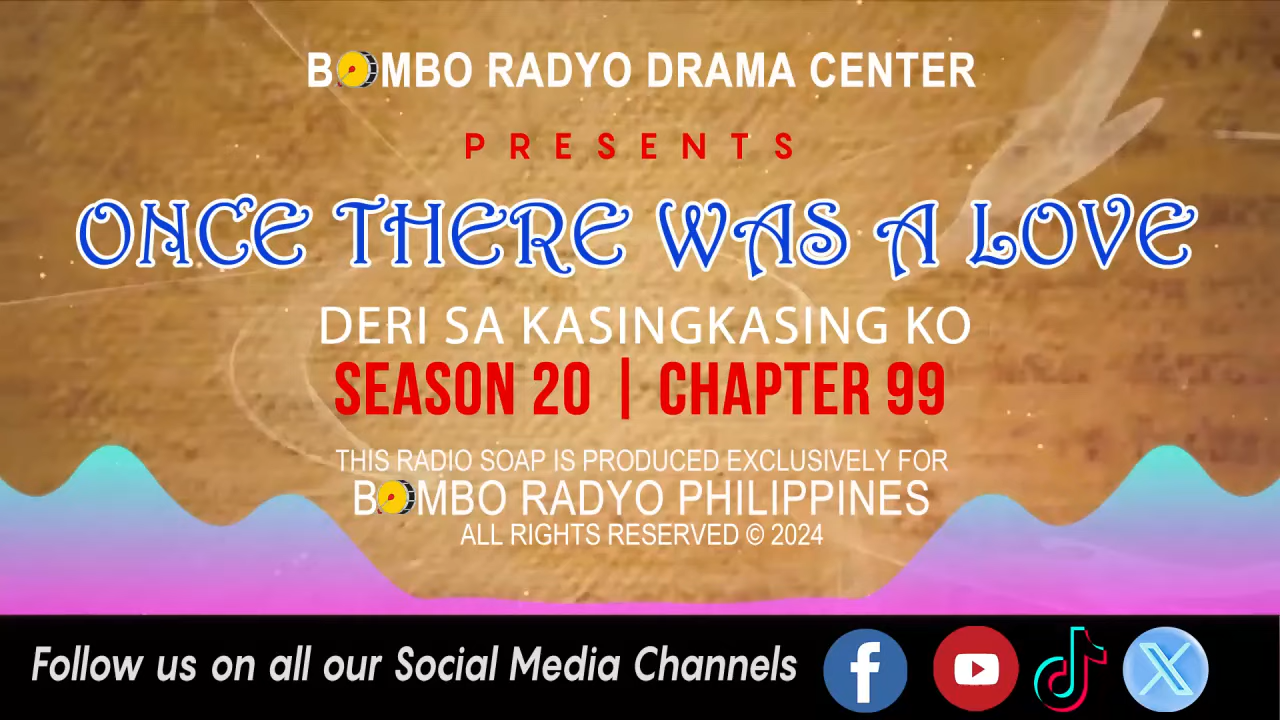 BOMBO RADYO DRAMA CENTER
PRESENTS
ONCE THERE WAS A LOVE
DERI SA KASINGKASING KO
SEASON 20 | CHAPTER 99
THIS RADIO SOAP IS PRODUCED EXCLUSIVELY FOR
BOMBO RADYO PHILIPPINES
ALL RIGHTS RESERVED © 2024
Follow us on all our Social Media Channels